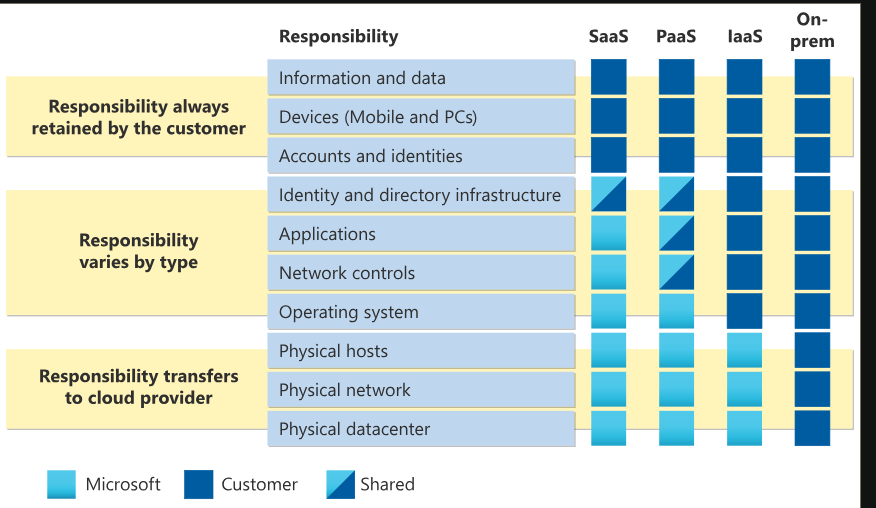 Responsibility SaaS PaaS IaaS On-
prem
Information and data
Responsibility always
retained by the customer
Devices (Mobile and PCs)
Accounts and identities
Identity and directory infrastructure
Responsibility
varies by type
Applications
Network controls
Operating system
Physical hosts
Responsibility transfers
to cloud provider
Physical network
Physical datacenter
Microsoft Customer Shared